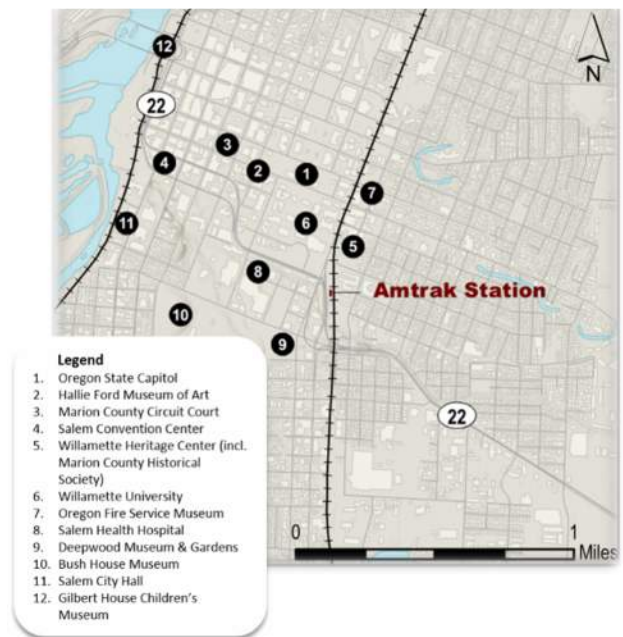 12
N
22
3
4
2
1
7
11
6
5
8
Amtrak Station
10
9
22
0
1
Miles
Legend
1. Oregon State Capitol
2. Hallie Ford Museum of Art
3. Marion County Circuit Court
4. Salem Convention Center
5. Willamette Heritage Center (incl.
Marion County Historical
Society)
6. Willamette University
7. Oregon Fire Service Museum
8. Salem Health Hospital
9. Deepwood Museum & Gardens
10. Bush House Museum
11. Salem City Hall
12. Gilbert House Children's
Museum